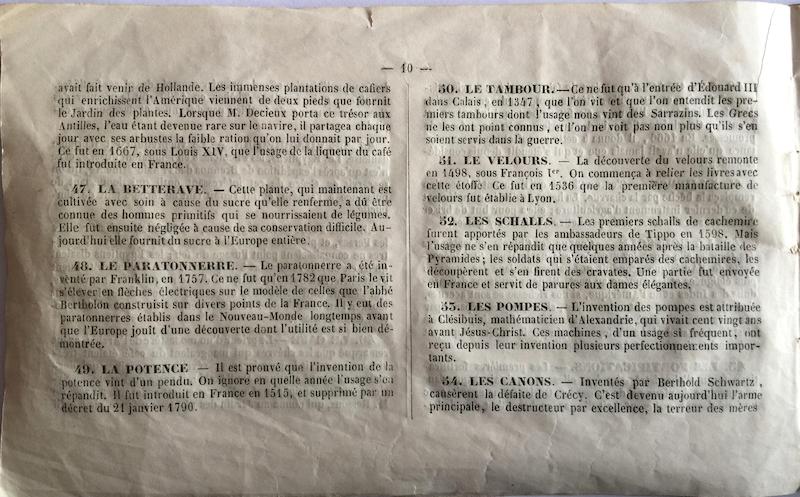 — 10 —
avait fait venir de Hollande. Les immenses plantations de cafiers
qui enrichissent l'Amérique viennent de deux pieds que fournit
le Jardin des plantes. Lorsque M. Decieux porta ce trésor aux
Antilles, l'eau étant devenue rare sur le navire, il partagea chaque
jour avec ses arbustes la faible ration qu'on lui donnait par jour.
Ce fut en 1667, sous Louis XIV, que l'usage de la liqueur du café
fut introduite en France.
47. LA BETTERAVE. — Cette plante, qui maintenant est
cultivée avec soin à cause du sucre qu'elle renferme, a dû être
connue des hommes primitifs qui se nourrissaient de légumes.
Elle fut ensuite négligée à cause de sa conservation difficile. Au-
jourd'hui elle fournit du sucre à l'Europe entière.
48. LE PARATONNERRE. — Le paratonnerre a été in-
venté par Franklin, en 1757. Ce ne fut qu'en 1782 que Paris le vit
s'élever en flèches électriques sur le modèle de celles que l'abbé
Bertholon construisit sur divers points de la France. Il y eut des
paratonnerres établis dans le Nouveau-Monde longtemps avant
que l'Europe jouît d'une découverte dont l'utilité est si bien dé-
montrée.
49. LA POTENCE — Il est prouvé que l'invention de la
potence vint d'un pendu. On ignore en quelle année l'usage s'en
répandit. Il fut introduit en France en 1515, et supprimé par un
décret du 21 janvier 1790.
50. LE TAMBOUR. — Ce ne fut qu'à l'entrée d'Édouard III
dans Calais, en 1347, que l'on vit et que l'on entendit les pre-
miers tambours dont l'usage nous vint des Sarrazins. Les Grecs
ne les ont point connus, et l'on ne voit pas non plus qu'ils s'en
soient servis dans la guerre.
51. LE VELOURS. — La découverte du velours remonte
en 1498, sous François Ier. On commença à relier les livres avec
cette étoffe. Ce fut en 1536 que la première manufacture de
velours fut établie à Lyon.
52. LES SCHALLS. — Les premiers schalls de cachemire
furent apportés par les ambassadeurs de Tippo en 1598. Mais
l'usage ne s'en répandit que quelques années après la bataille des
Pyramides; les soldats qui s'étaient emparés des cachemires, les
découpèrent et s'en firent des cravates. Une partie fut envoyée
en France et servit de parures aux dames élégantes.
53. LES POMPES. — L'invention des pompes est attribuée
à Clésibuis, mathématicien d'Alexandrie, qui vivait cent vingt ans
avant Jésus-Christ. Ces machines, d'un usage si fréquent, ont
reçu depuis leur invention plusieurs perfectionnements impor-
tants.
54. LES CANONS. — Inventés par Berthold Schwartz,
causèrent la défaite de Crécy. C'est devenu aujourd'hui l'arme
principale, le destructeur par excellence, la terreur des mères